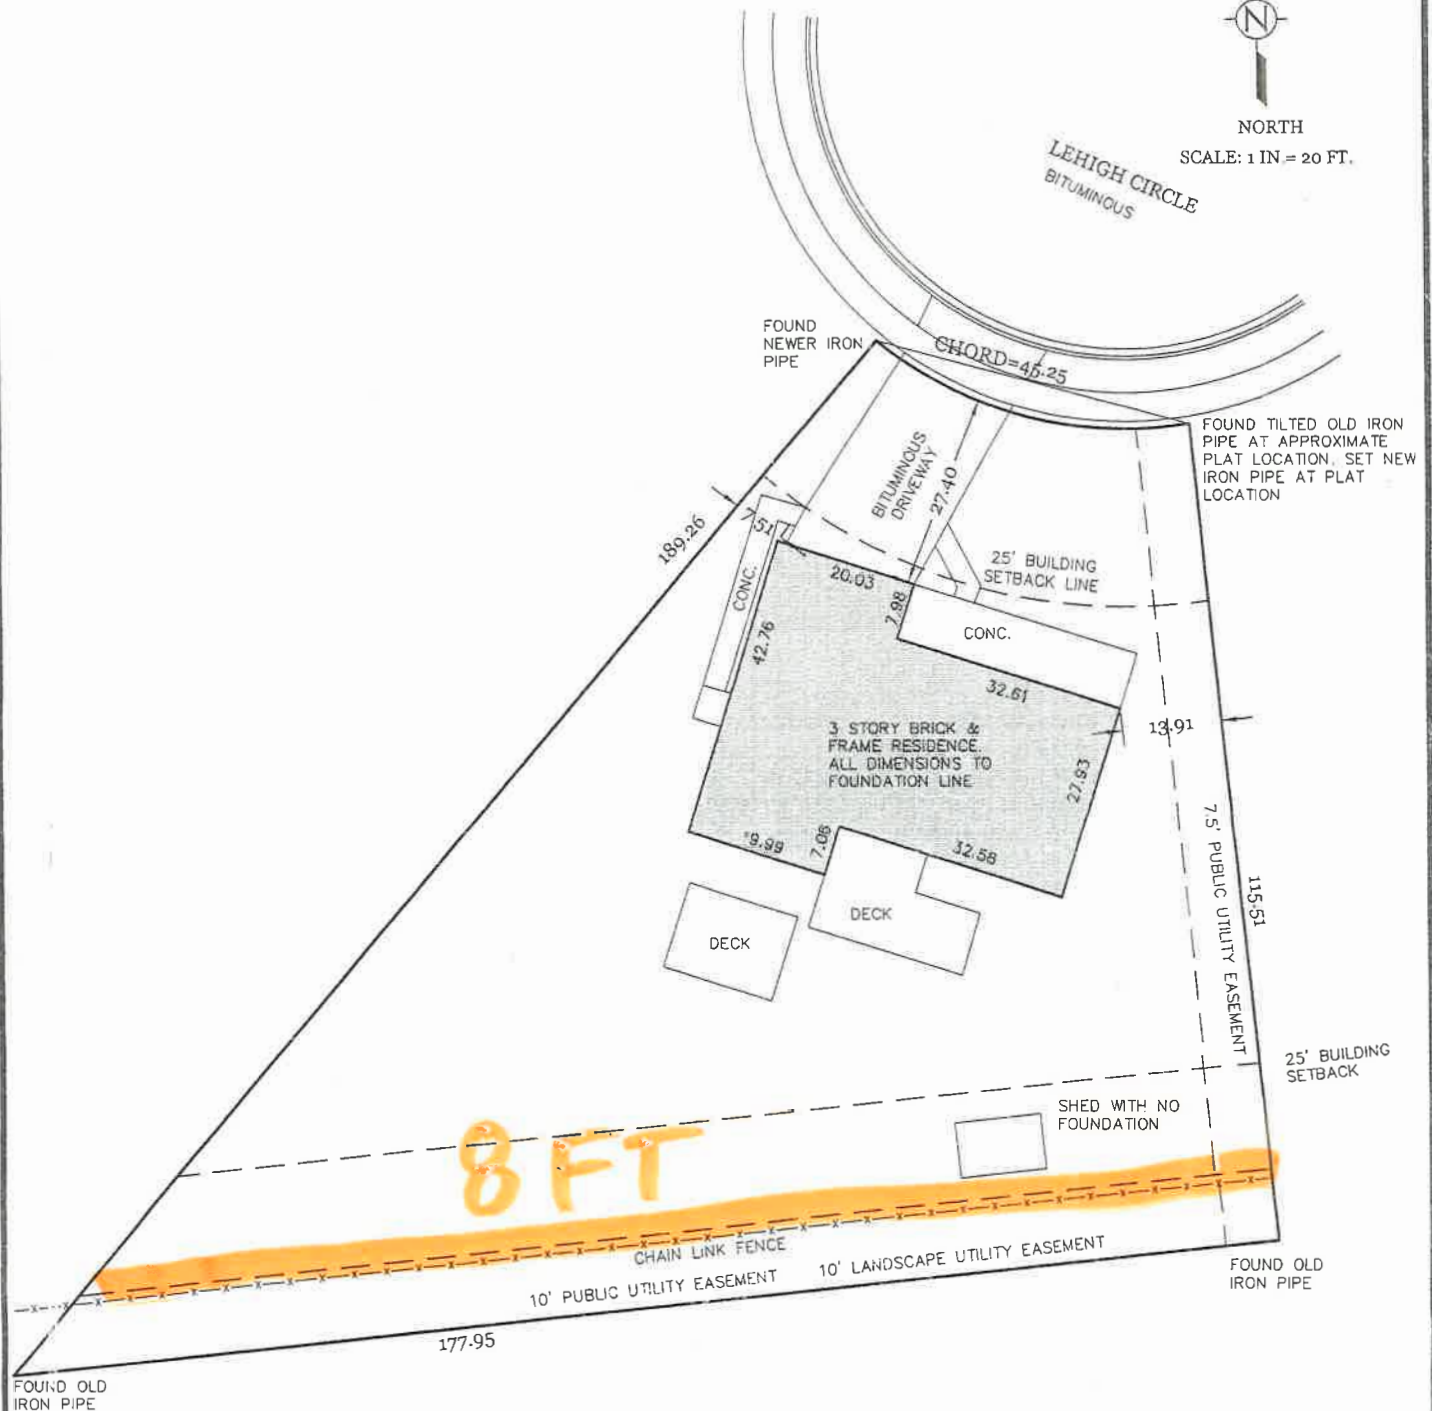 N
NORTH
SCALE: 1 IN.= 20 FT.
LEHIGH CIRCLE
BITUMINOUS
FOUND
NEWER IRON
PIPE
CHORD=45.25
FOUND TILTED OLD IRON
PIPE AT APPROXIMATE
PLAT LOCATION, SET NEW
IRON PIPE AT PLAT
LOCATION
BITUMINOUS
DRIVEWAY
27.40
189.26
7.51
25' BUILDING
SETBACK LINE
CONC.
20.03
7.98
CONC.
42.76
32.61
13.91
3 STORY BRICK &
FRAME RESIDENCE.
ALL DIMENSIONS TO
FOUNDATION LINE
27.93
7.5' PUBLIC UTILITY EASEMENT
115.51
9.99
7.06
32.58
DECK
DECK
25' BUILDING
SETBACK
SHED WITH NO
FOUNDATION
8 FT
CHAIN LINK FENCE
10' PUBLIC UTILITY EASEMENT
10' LANDSCAPE UTILITY EASEMENT
FOUND OLD
IRON PIPE
177.95
FOUND OLD
IRON PIPE